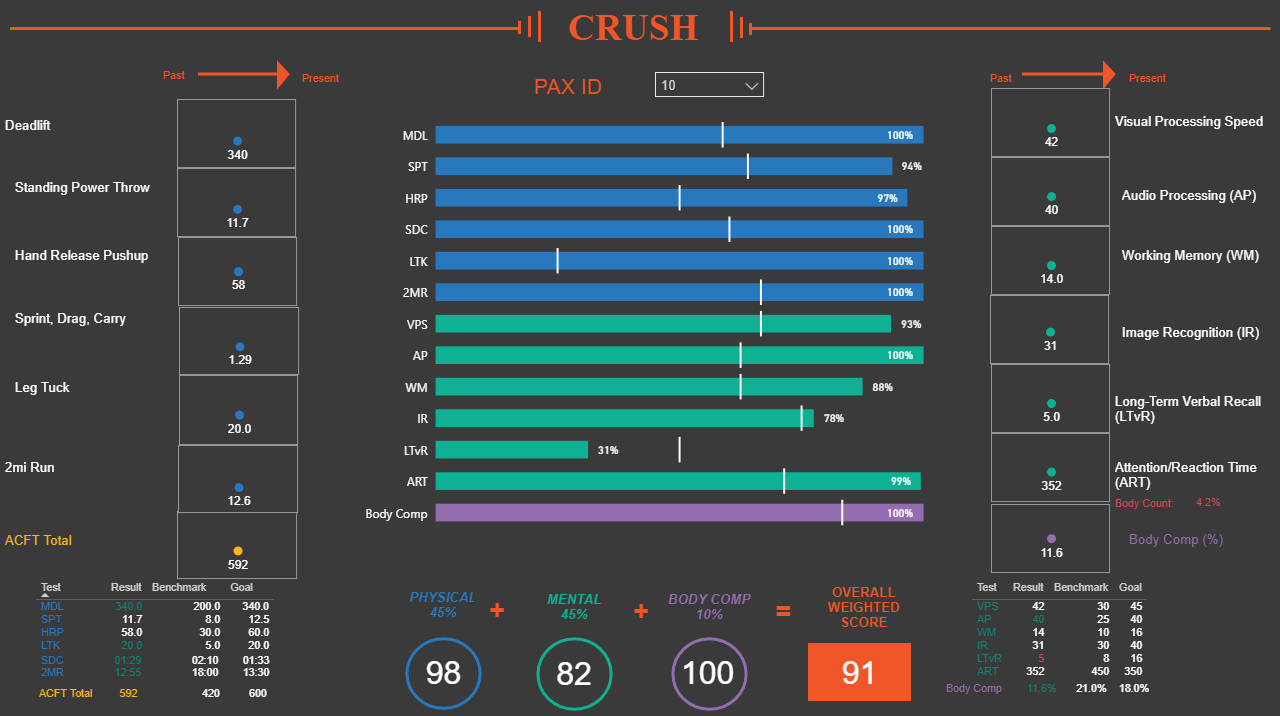 CRUSH
Past
Present
PAX ID
10
Past
Present
Deadlift
340
Standing Power Throw
11.7
Hand Release Pushup
58
Sprint, Drag, Carry
1.29
Leg Tuck
20.0
2mi Run
12.6
ACFT Total
592
MDL 100%
SPT 94%
HRP 97%
SDC 100%
LTK 100%
2MR 100%
VPS 93%
AP 100%
WM 88%
IR 78%
LTvR 31%
ART 99%
Body Comp 100%
42
Visual Processing Speed
40
Audio Processing (AP)
14.0
Working Memory (WM)
31
Image Recognition (IR)
5.0
Long-Term Verbal Recall
(LTvR)
352
Attention/Reaction Time
(ART)
Body Count: 4.2%
11.6
Body Comp (%)
Test Result Benchmark Goal
MDL 340.0 200.0 340.0
SPT 11.7 8.0 12.5
HRP 58.0 30.0 60.0
LTK 20.0 5.0 20.0
SDC 01:29 02:10 01:33
2MR 12:55 18:00 13:30
ACFT Total 592 420 600
PHYSICAL
45%
+
MENTAL
45%
+
BODY COMP
10%
=
OVERALL
WEIGHTED
SCORE
98
82
100
91
Test Result Benchmark Goal
VPS 42 30 45
AP 40 25 40
WM 14 10 16
IR 31 30 40
LTvR 5 8 16
ART 352 450 350
Body Comp 11.6% 21.0% 18.0%